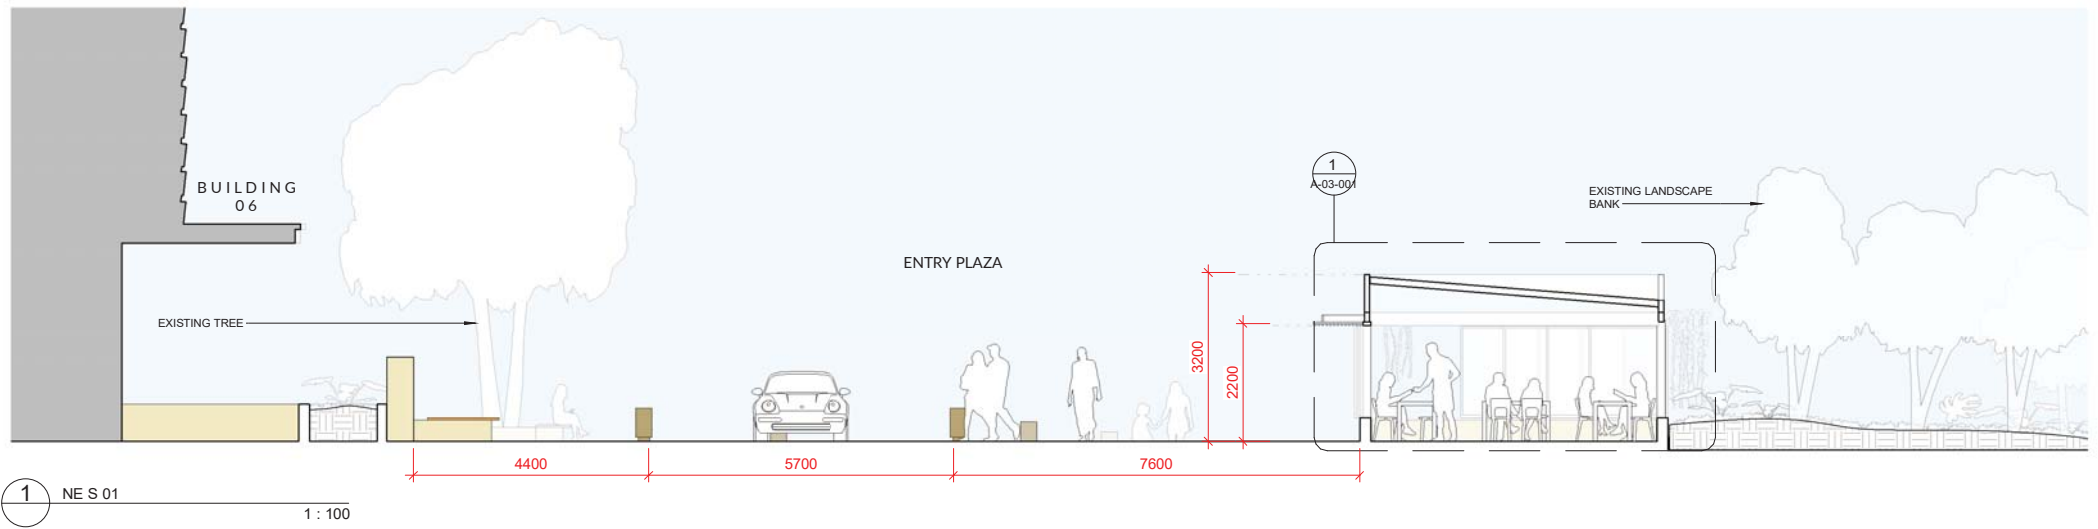 1
A-03-001
EXISTING LANDSCAPE
BANK
BUILDING
06
ENTRY PLAZA
EXISTING TREE
3200
2200
4400
5700
7600
1
NE S 01
1 : 100